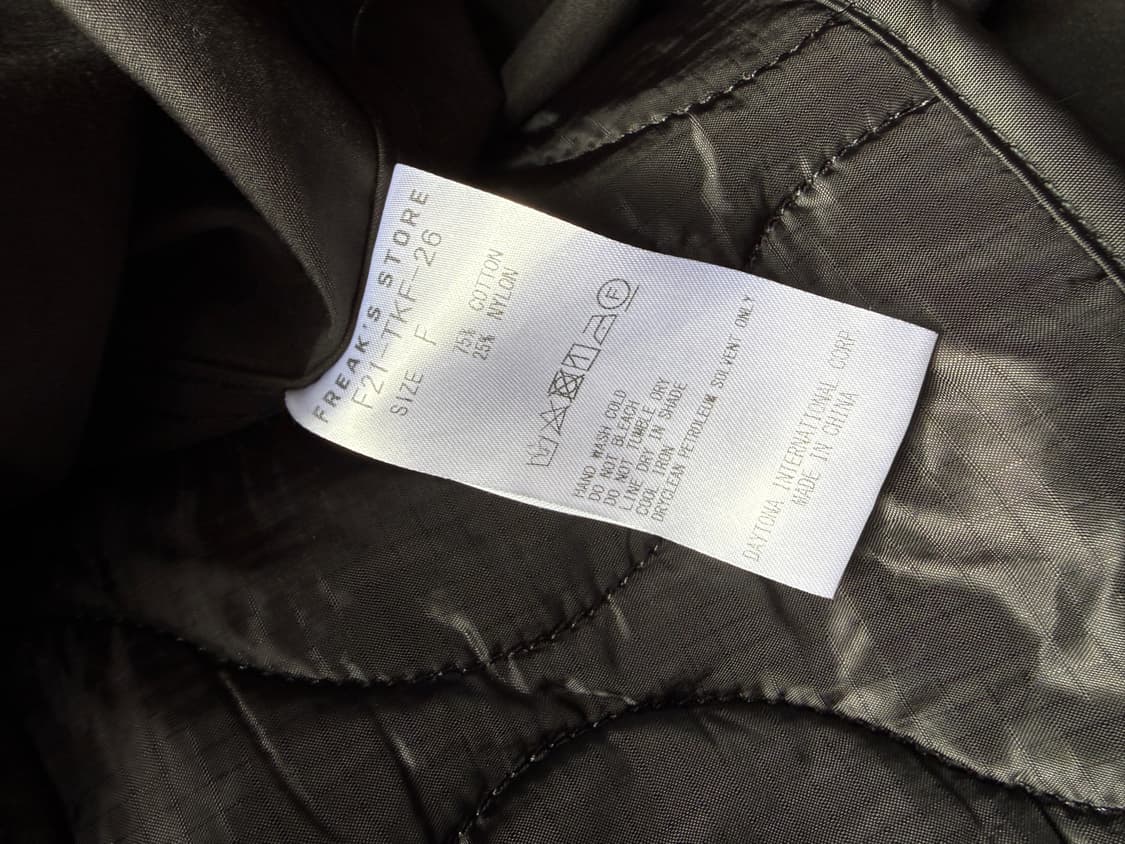 FREAK'S STORE
F21-TKF-26
SIZE F
75% COTTON
25% NYLON
F
HAND WASH COLD
DO NOT BLEACH
DO NOT TUMBLE DRY
LINE DRY IN SHADE
COOL IRON
DRYCLEAN PETROLEUM SOLVENT ONLY
DAYTONA INTERNATIONAL CORP.
MADE IN CHINA